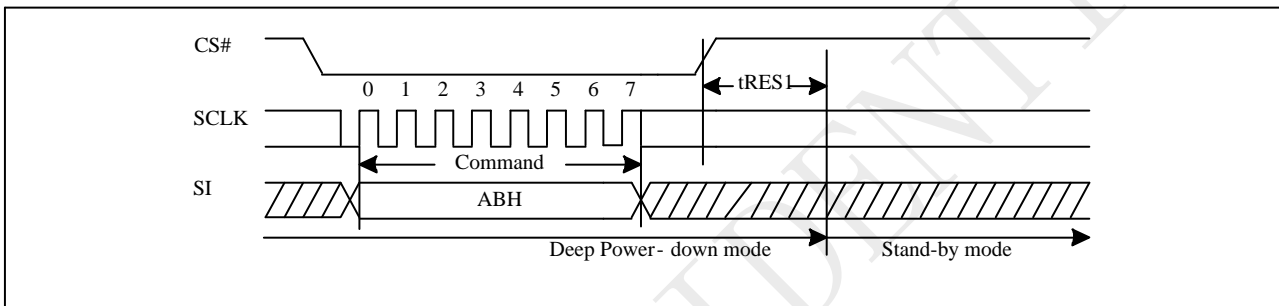 CS#
tRES1
0 1 2 3 4 5 6 7
SCLK
Command
SI
ABH
Deep Power- down mode
Stand-by mode